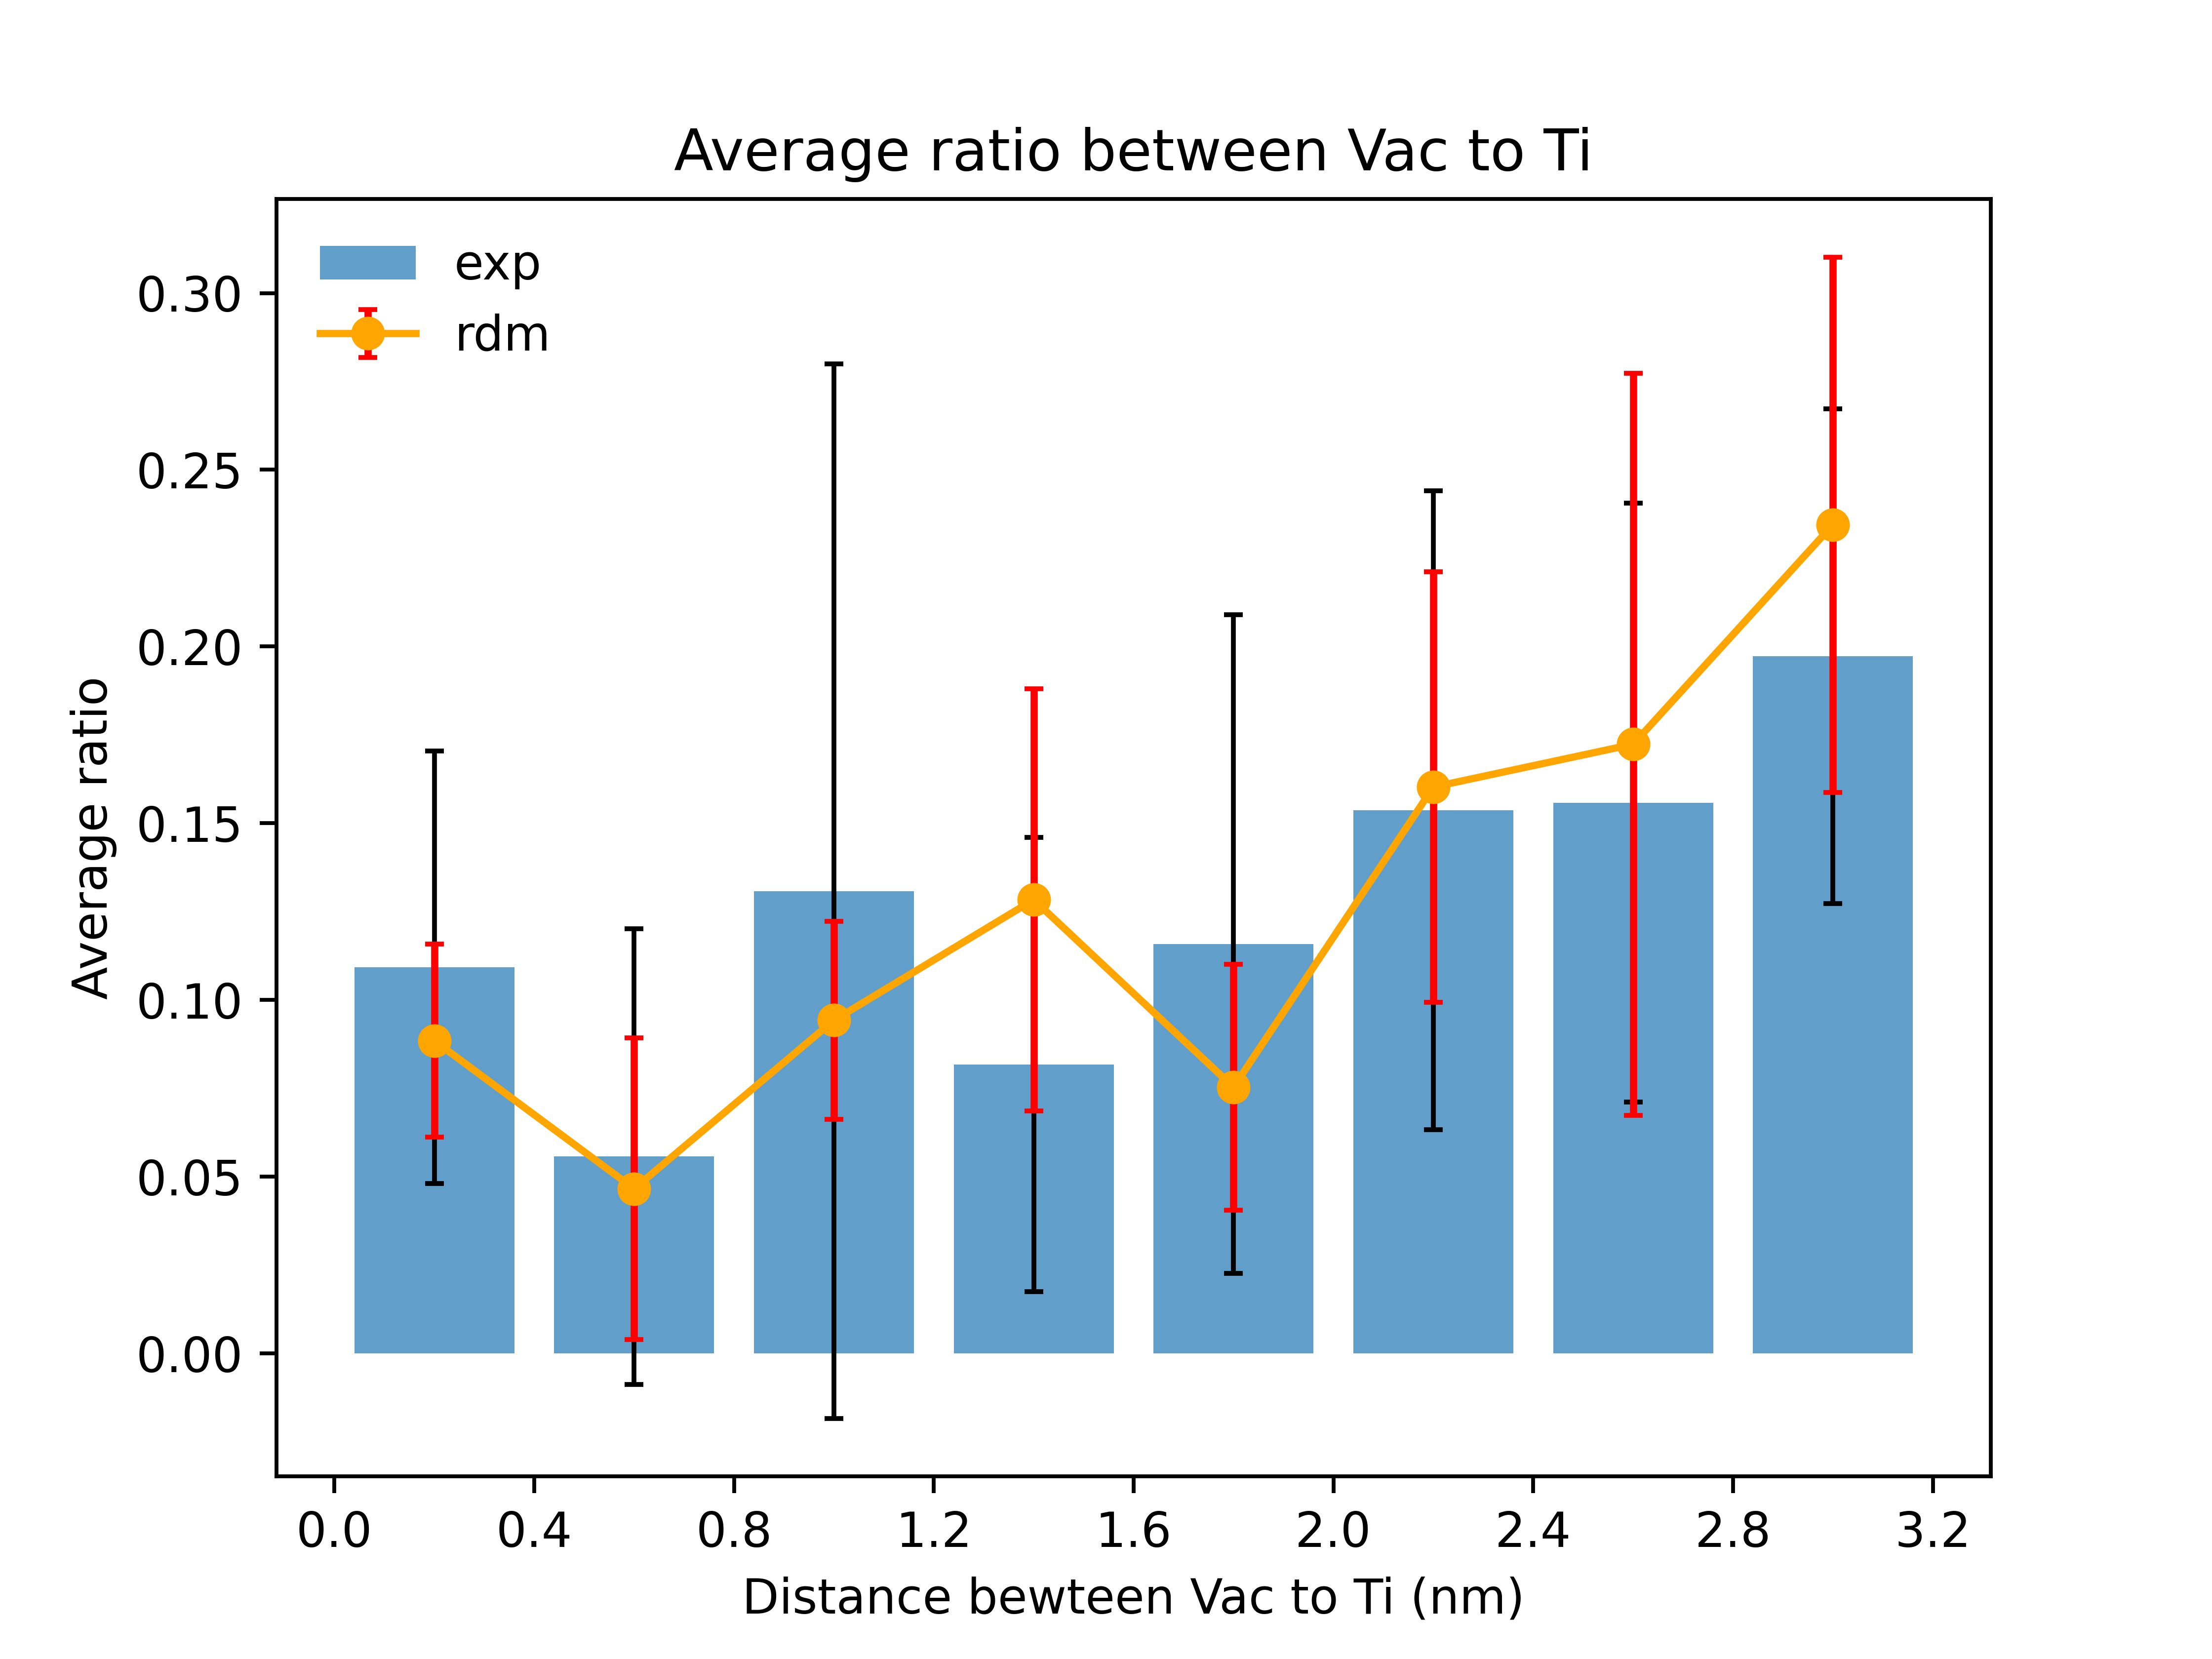 Average ratio between Vac to Ti
exp
rdm
0.30
0.25
0.20
0.15
0.10
0.05
0.00
Average ratio
0.0 0.4 0.8 1.2 1.6 2.0 2.4 2.8 3.2
Distance bewteen Vac to Ti (nm)